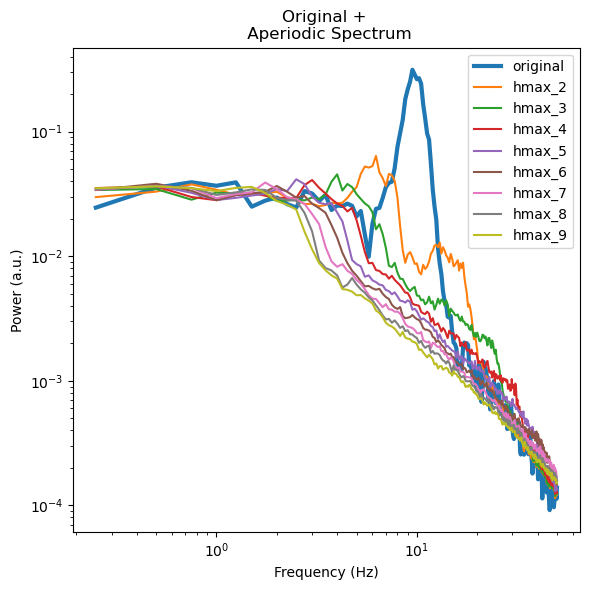 Original +
Aperiodic Spectrum
original
hmax_2
hmax_3
hmax_4
hmax_5
hmax_6
hmax_7
hmax_8
hmax_9
Power (a.u.)
10⁻¹
10⁻²
10⁻³
10⁻⁴
10⁰
10¹
Frequency (Hz)